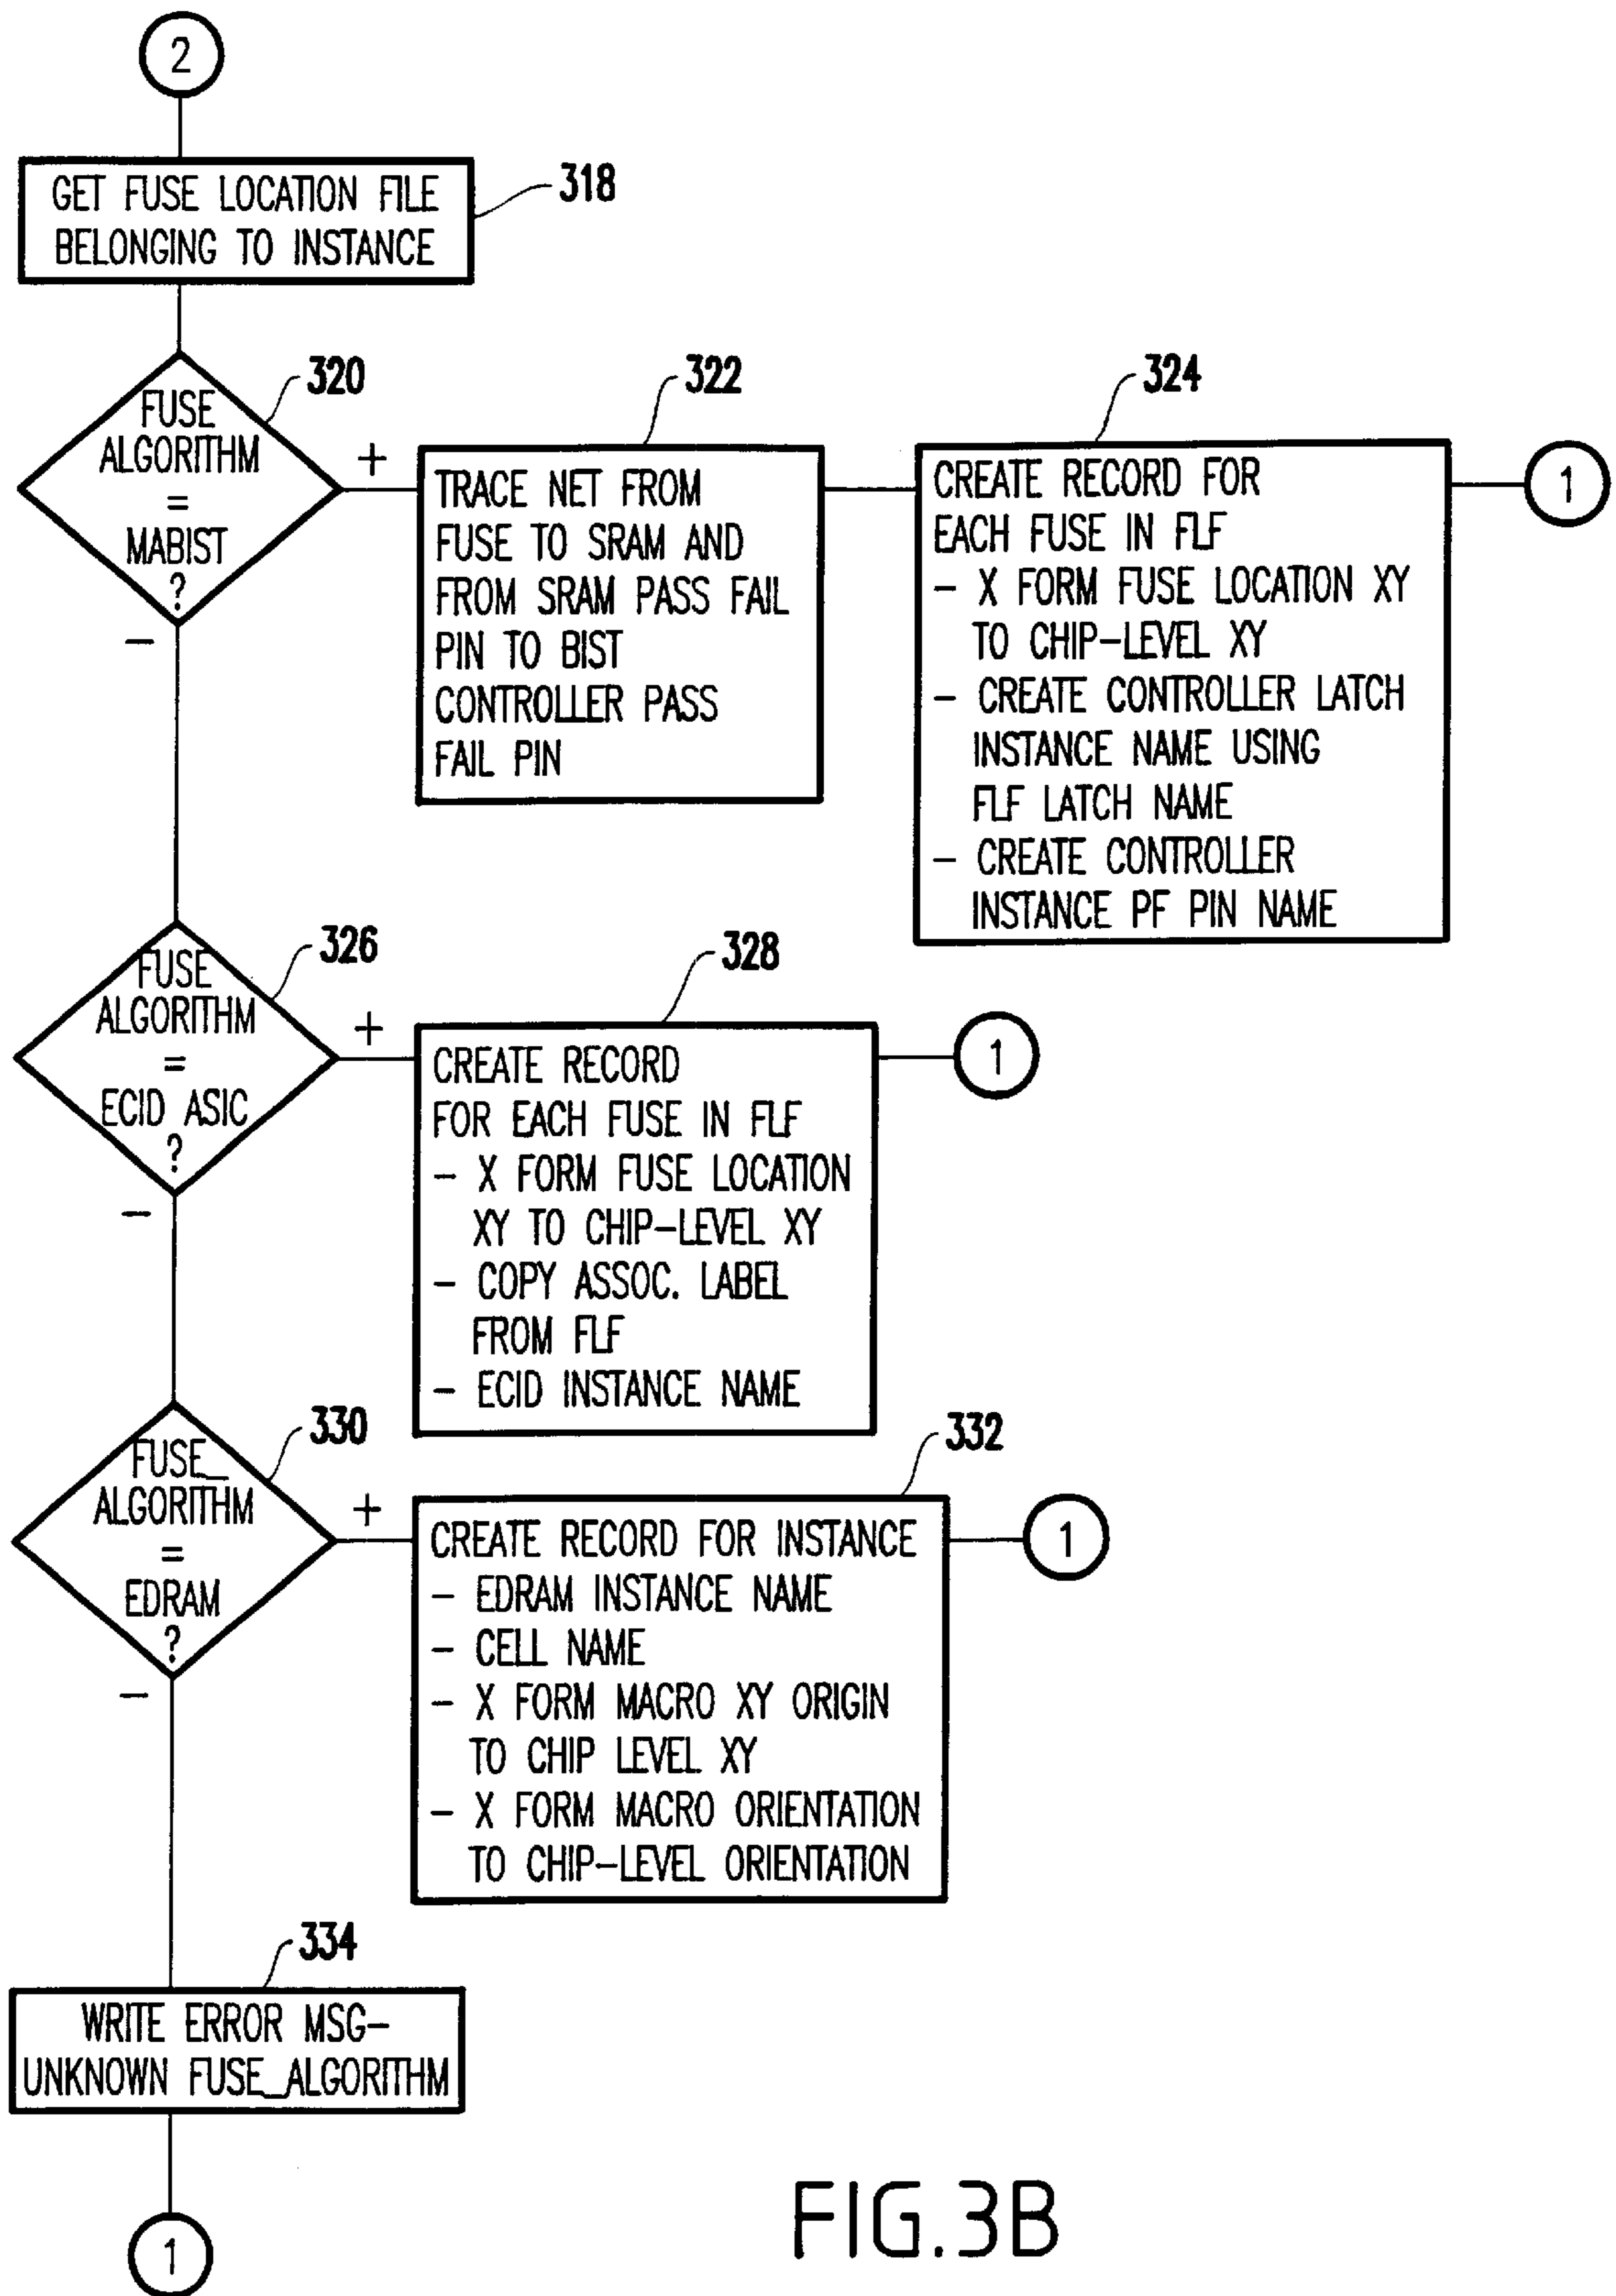 2
GET FUSE LOCATION FILE
BELONGING TO INSTANCE
318
FUSE
ALGORITHM
=
MABIST
?
320
+
-
TRACE NET FROM
FUSE TO SRAM AND
FROM SRAM PASS FAIL
PIN TO BIST
CONTROLLER PASS
FAIL PIN
322
CREATE RECORD FOR
EACH FUSE IN FLF
- X FORM FUSE LOCATION XY
TO CHIP-LEVEL XY
- CREATE CONTROLLER LATCH
INSTANCE NAME USING
FLF LATCH NAME
- CREATE CONTROLLER
INSTANCE PF PIN NAME
324
1
FUSE
ALGORITHM
=
ECID ASIC
?
326
+
-
CREATE RECORD
FOR EACH FUSE IN FLF
- X FORM FUSE LOCATION
XY TO CHIP-LEVEL XY
- COPY ASSOC. LABEL
FROM FLF
- ECID INSTANCE NAME
328
1
FUSE_
ALGORITHM
=
EDRAM
?
330
+
-
CREATE RECORD FOR INSTANCE
- EDRAM INSTANCE NAME
- CELL NAME
- X FORM MACRO XY ORIGIN
TO CHIP LEVEL XY
- X FORM MACRO ORIENTATION
TO CHIP-LEVEL ORIENTATION
332
1
WRITE ERROR MSG-
UNKNOWN FUSE_ALGORITHM
334
1
FIG.3B